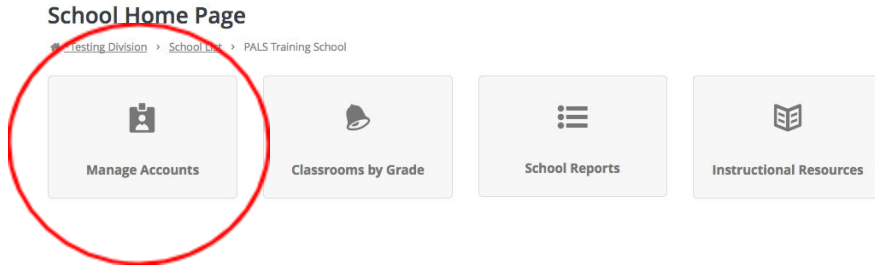 School Home Page
Testing Division > School List > PALS Training School
Manage Accounts
Classrooms by Grade
School Reports
Instructional Resources